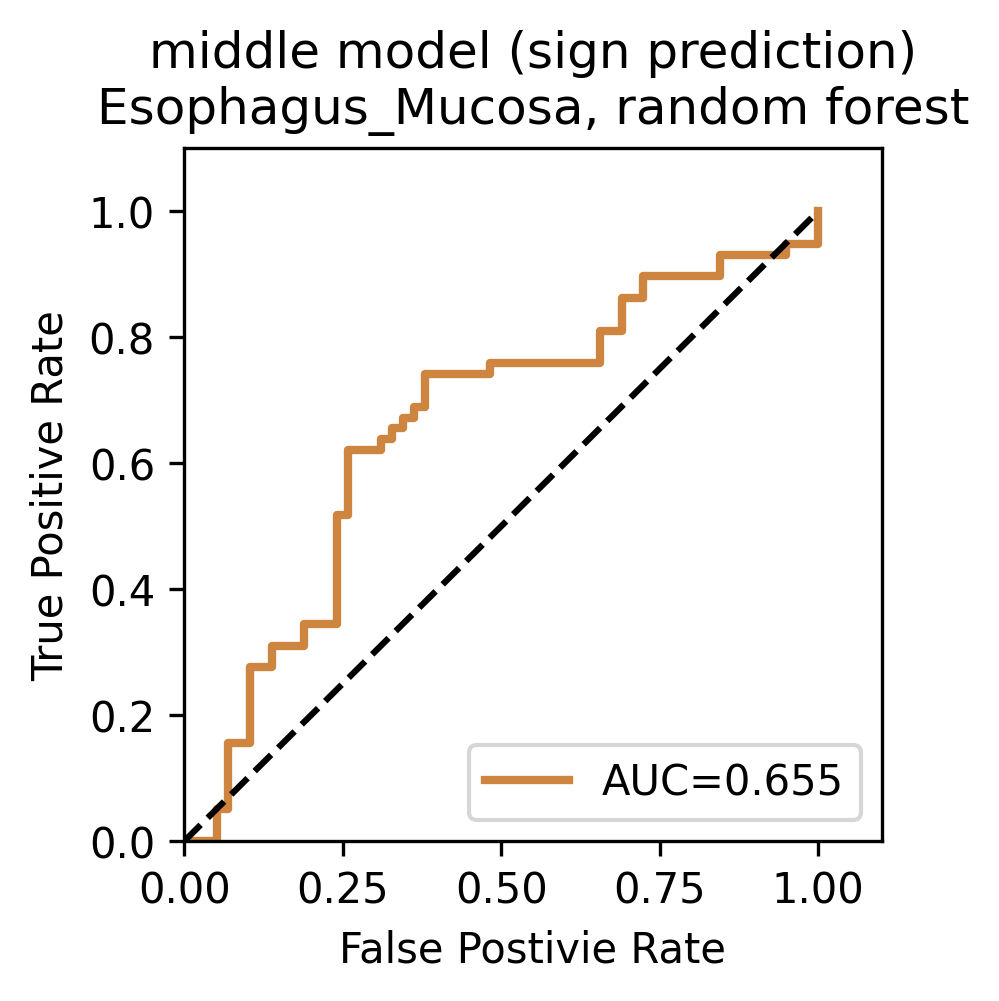 middle model (sign prediction)
Esophagus_Mucosa, random forest
1.0
0.8
0.6
0.4
0.2
0.0
True Positive Rate
AUC=0.655
0.00 0.25 0.50 0.75 1.00
False Postivie Rate